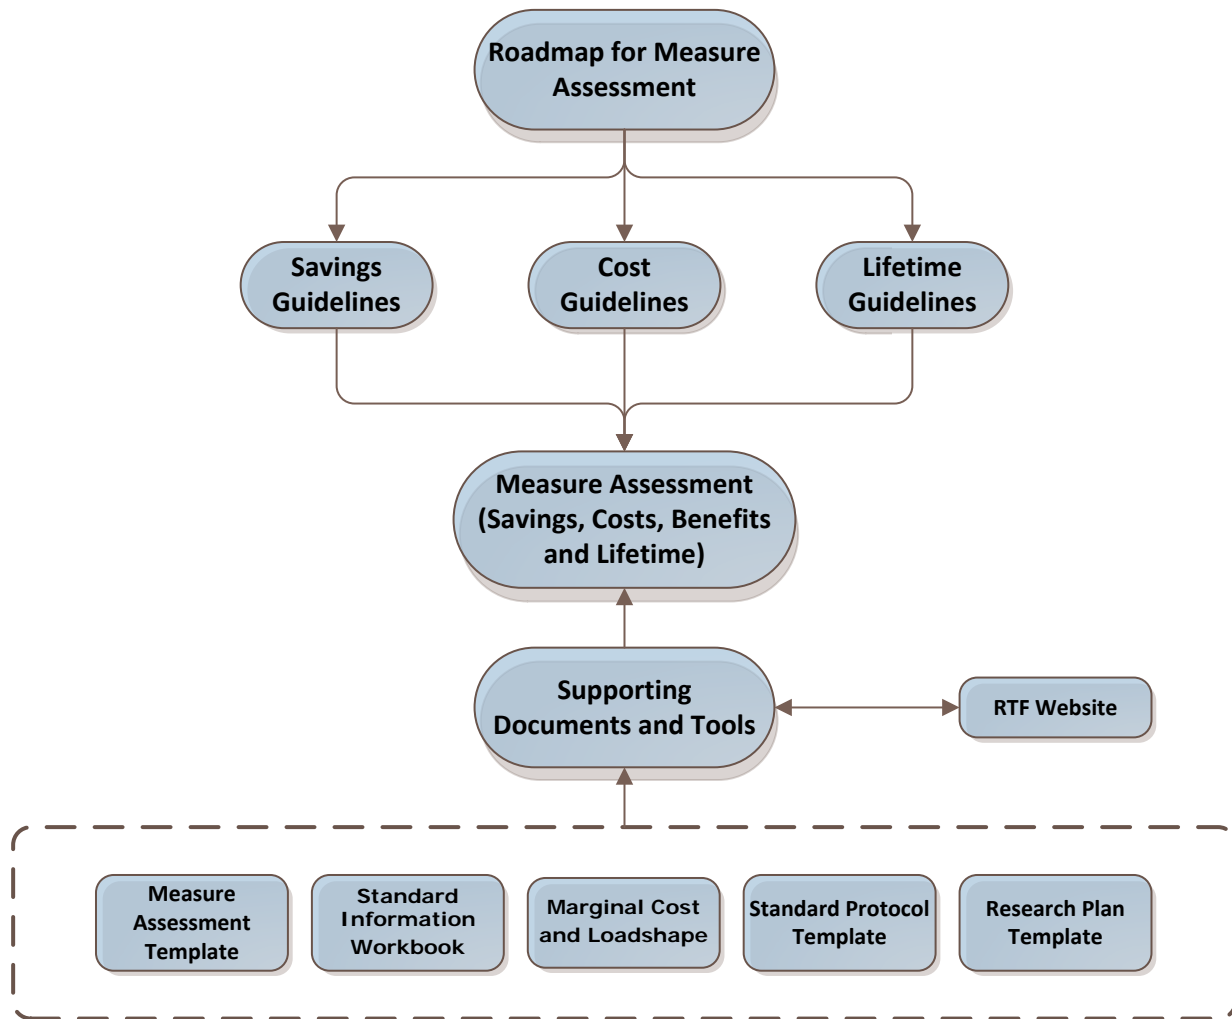 Roadmap for Measure
Assessment
Savings
Guidelines
Cost
Guidelines
Lifetime
Guidelines
Measure Assessment
(Savings, Costs, Benefits
and Lifetime)
Supporting
Documents and Tools
RTF Website
Measure
Assessment
Template
Standard
Information
Workbook
Marginal Cost
and Loadshape
Standard Protocol
Template
Research Plan
Template